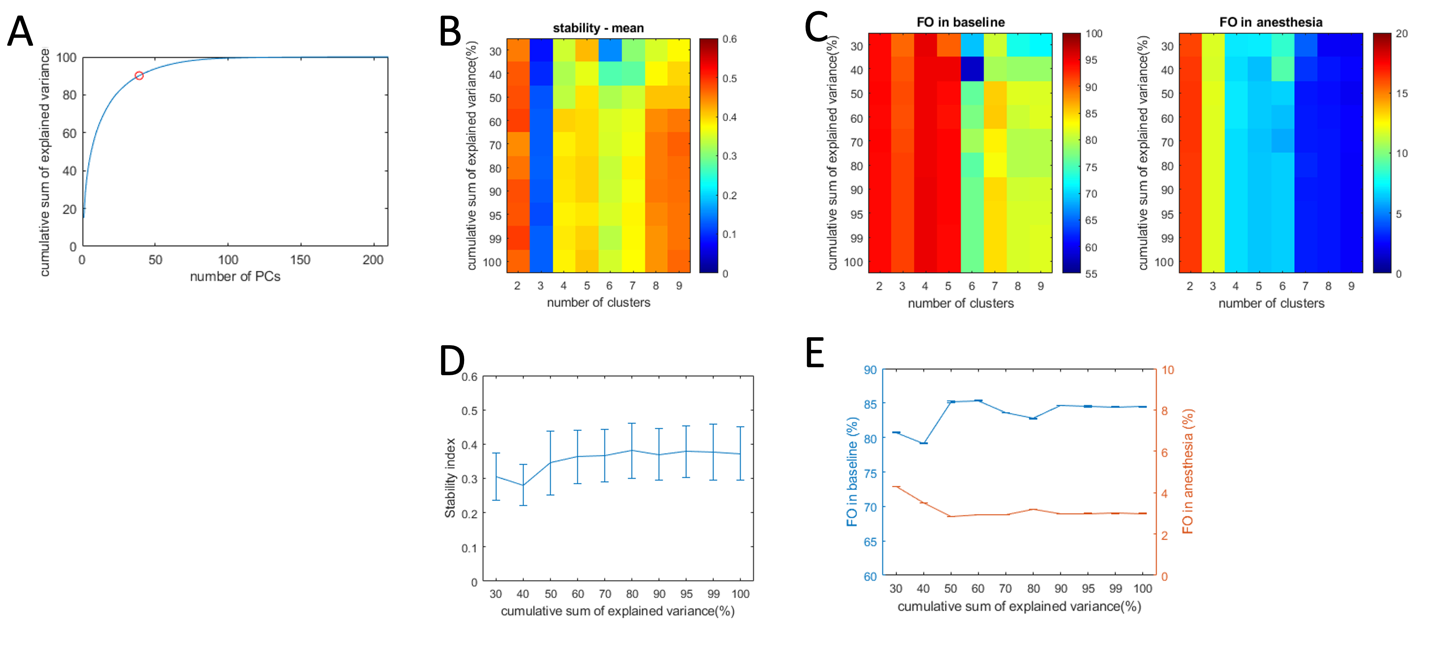 A
cumulative sum of explained variance
100
80
60
40
20
0
0 50 100 150 200
number of PCs
B
stability - mean
cumulative sum of explained variance(%)
30
40
50
60
70
80
90
95
99
100
2 3 4 5 6 7 8 9
number of clusters
0.6
0.5
0.4
0.3
0.2
0.1
0
C
FO in baseline
cumulative sum of explained variance(%)
30
40
50
60
70
80
90
95
99
100
2 3 4 5 6 7 8 9
number of clusters
100
95
90
85
80
75
70
65
60
55
FO in anesthesia
cumulative sum of explained variance(%)
30
40
50
60
70
80
90
95
99
100
2 3 4 5 6 7 8 9
number of clusters
20
15
10
5
0
D
Stability index
0.6
0.5
0.4
0.3
0.2
0.1
0
30 40 50 60 70 80 90 95 99 100
cumulative sum of explained variance(%)
E
FO in baseline (%)
90
85
80
75
70
65
60
30 40 50 60 70 80 90 95 99 100
cumulative sum of explained variance(%)
10
8
6
4
2
0
FO in anesthesia (%)